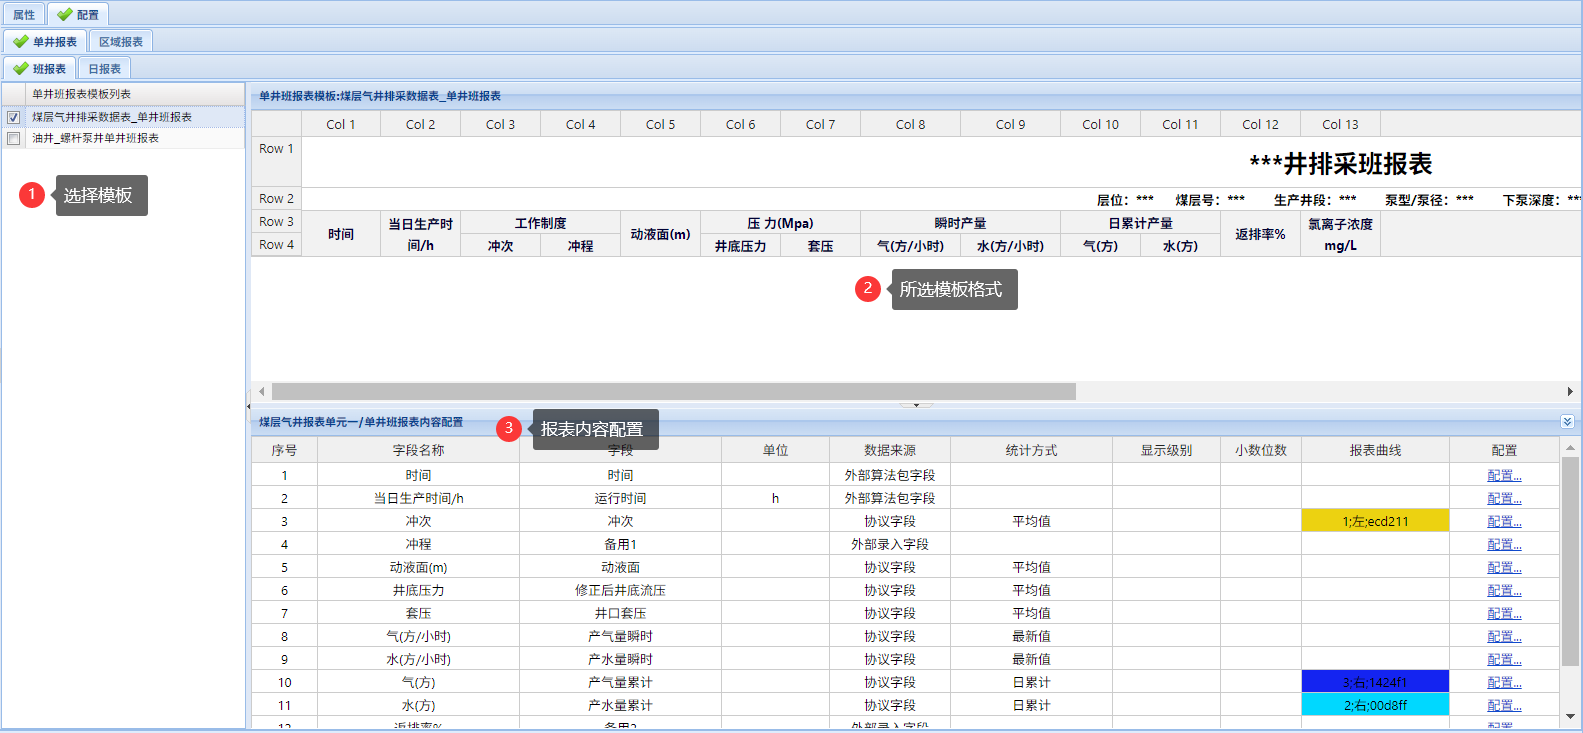 属性 配置
单井报表 区域报表
班报表 日报表
单井班报表模板列表
煤层气井排采数据表_单井班报表
油井_螺杆泵井单井班报表
1 选择模板
单井班报表模板:煤层气井排采数据表_单井班报表
Col 1 Col 2 Col 3 Col 4 Col 5 Col 6 Col 7 Col 8 Col 9 Col 10 Col 11 Col 12 Col 13
Row 1 ***井排采班报表
Row 2 层位: *** 煤层号: *** 生产井段: *** 泵型/泵径: *** 下泵深度: ***
Row 3 时间 当日生产时间/h 工作制度 动液面(m) 压 力(Mpa) 瞬时产量 日累计产量 返排率% 氯离子浓度mg/L
Row 4 冲次 冲程 井底压力 套压 气(方/小时) 水(方/小时) 气(方) 水(方)
2 所选模板格式
煤层气井报表单元一/单井班报表内容配置
3 报表内容配置
序号 字段名称 字段 单位 数据来源 统计方式 显示级别 小数位数 报表曲线 配置
1 时间 时间 外部算法包字段 配置...
2 当日生产时间/h 运行时间 h 外部算法包字段 配置...
3 冲次 冲次 协议字段 平均值 1;左;ecd211 配置...
4 冲程 备用1 外部录入字段 配置...
5 动液面(m) 动液面 协议字段 平均值 配置...
6 井底压力 修正后井底流压 协议字段 平均值 配置...
7 套压 井口套压 协议字段 平均值 配置...
8 气(方/小时) 产气量瞬时 协议字段 最新值 配置...
9 水(方/小时) 产水量瞬时 协议字段 最新值 配置...
10 气(方) 产气量累计 协议字段 日累计 3;右;1424f1 配置...
11 水(方) 产水量累计 协议字段 日累计 2;右;00d8ff 配置...
12 返排率% 备用2 外部录入字段 配置...